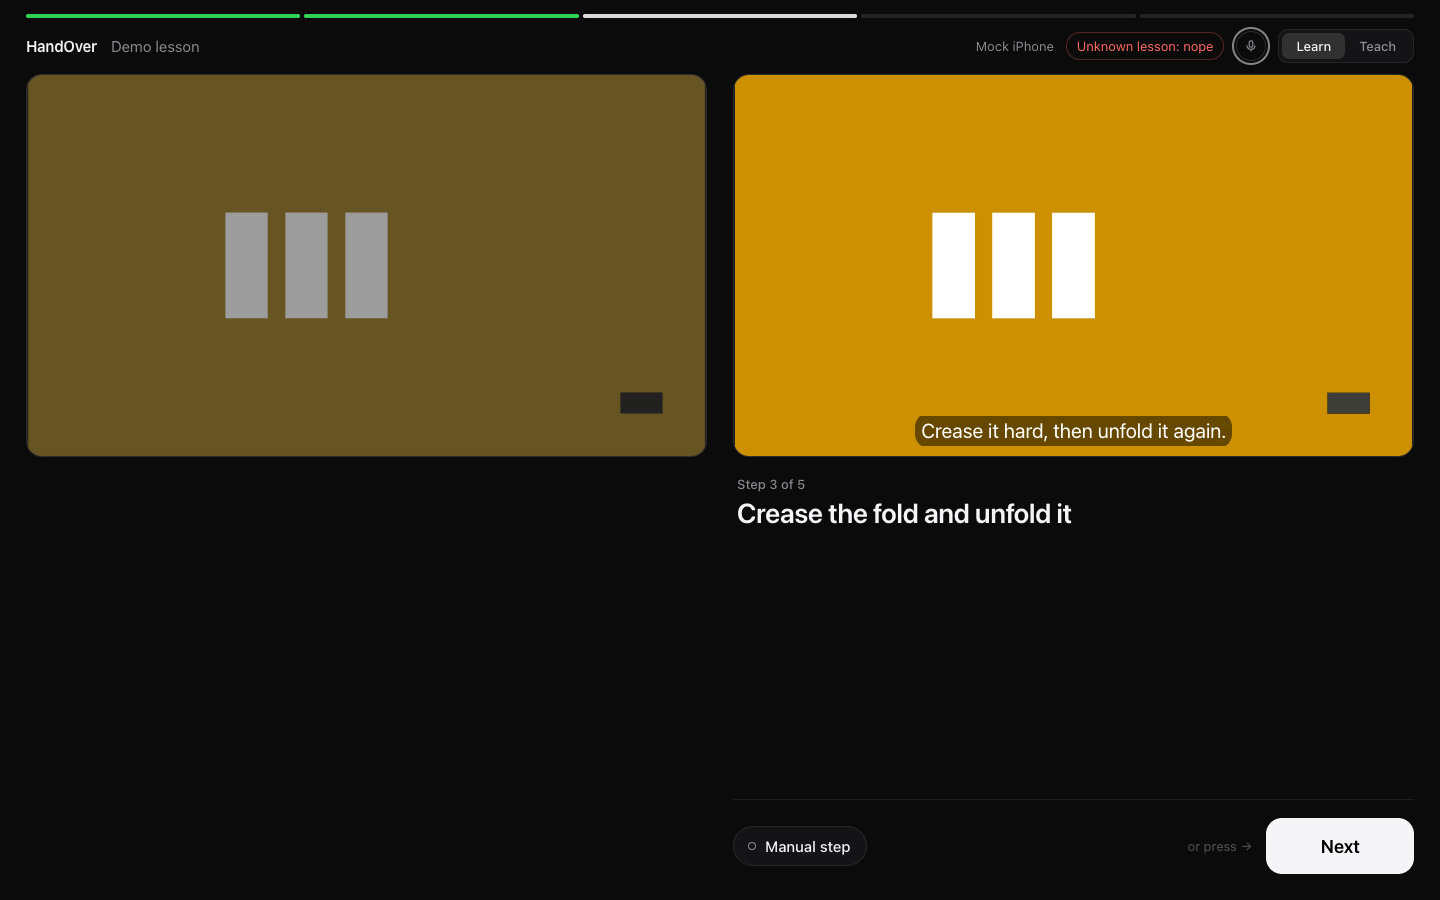 HandOver Demo lesson Mock iPhone Unknown lesson: nope Learn Teach
Crease it hard, then unfold it again.
Step 3 of 5
Crease the fold and unfold it
Manual step or press → Next